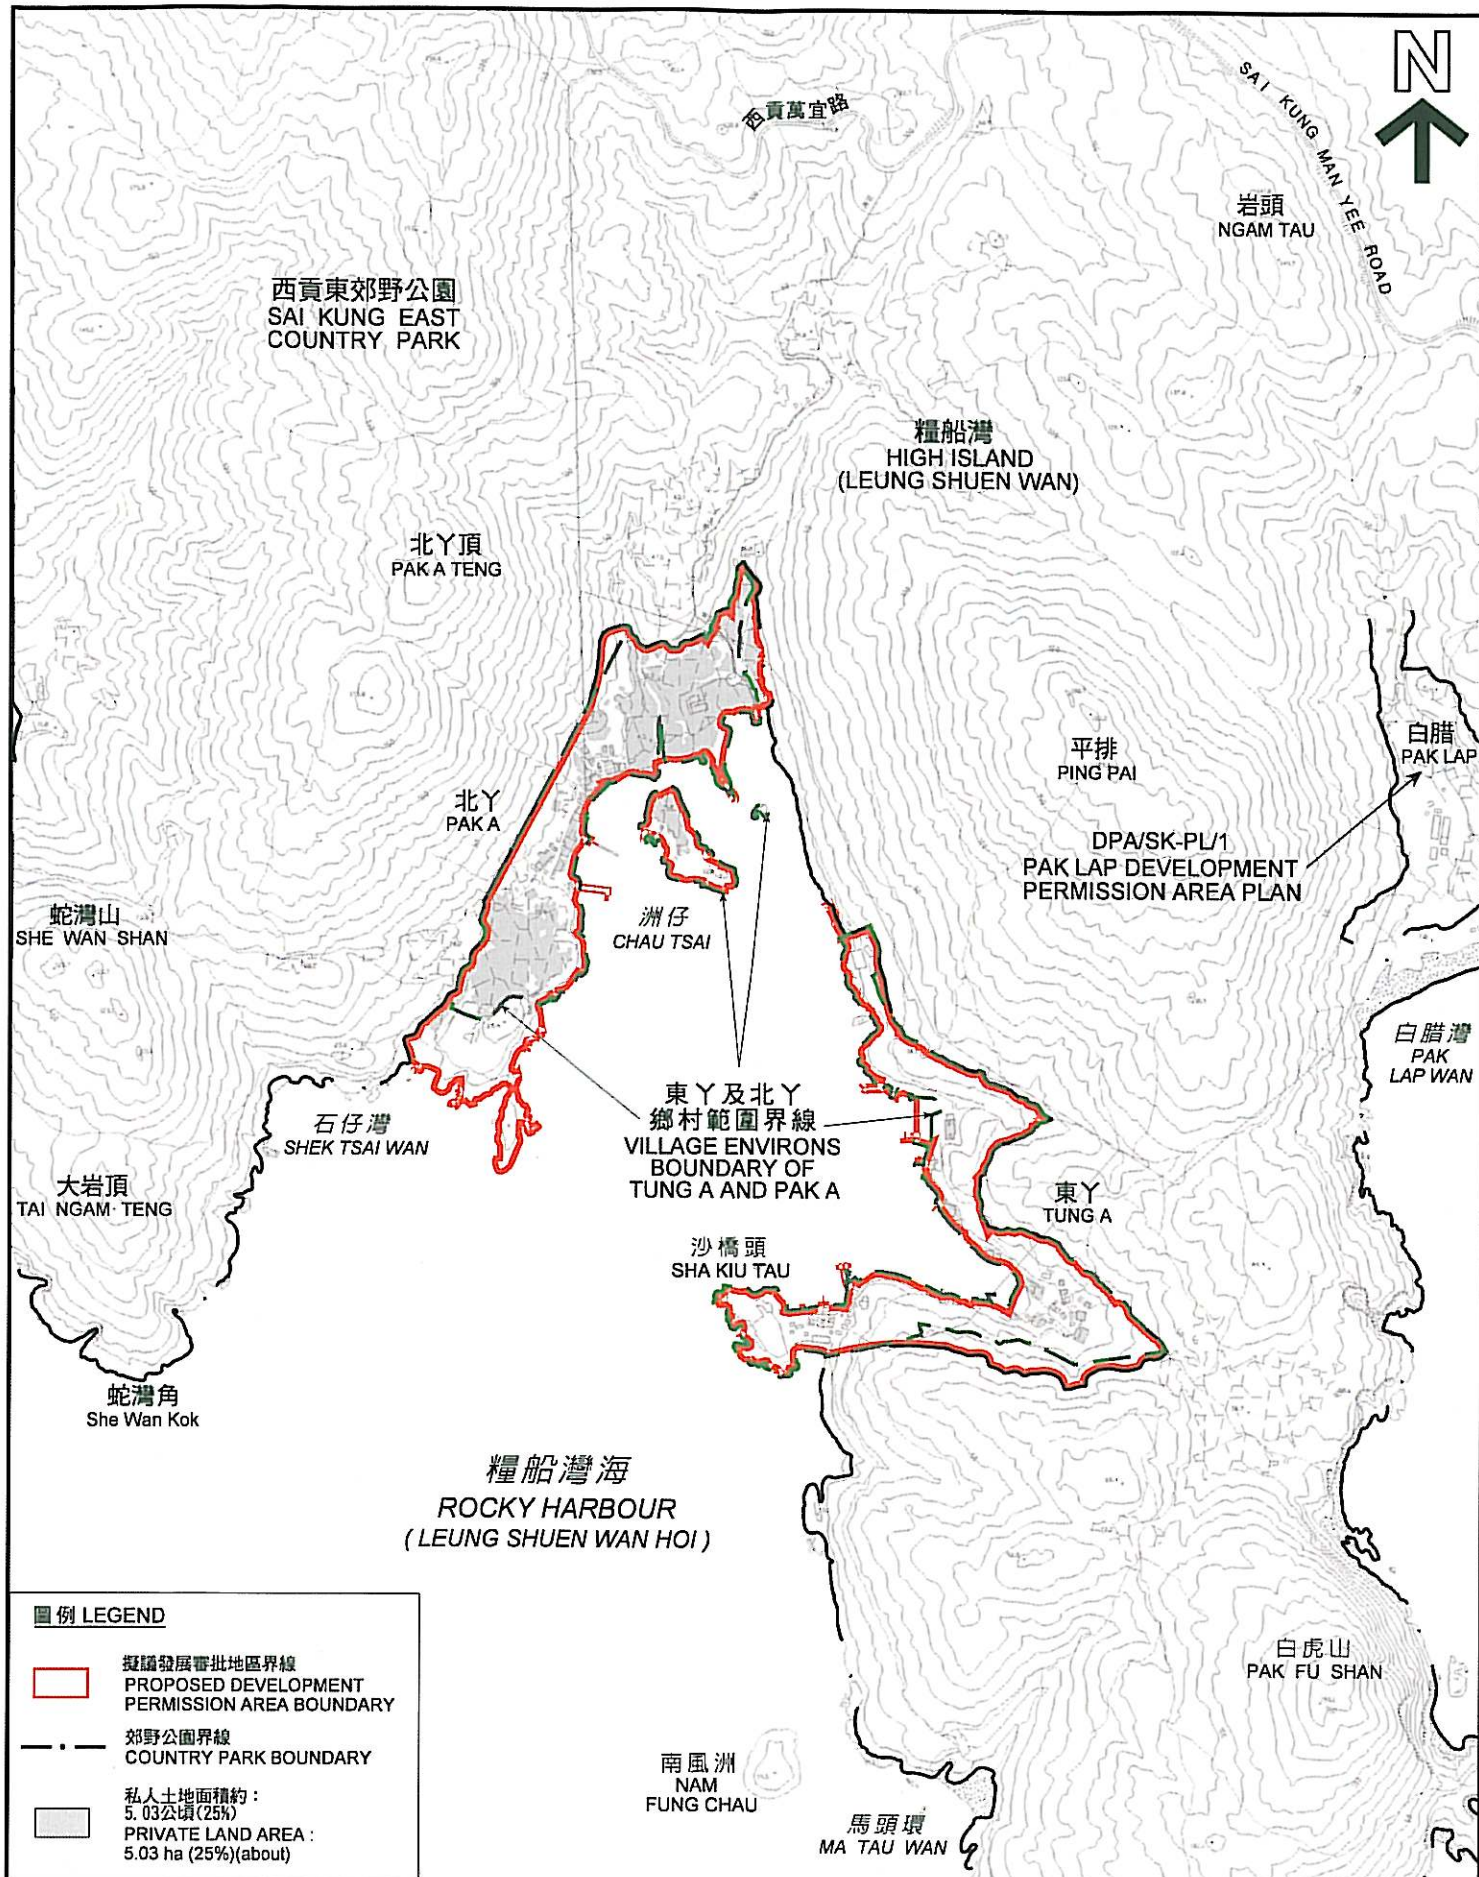 N
西貢萬宜路
SAI KUNG MAN YEE ROAD
岩頭
NGAM TAU
西貢東郊野公園
SAI KUNG EAST
COUNTRY PARK
糧船灣
HIGH ISLAND
(LEUNG SHUEN WAN)
北丫頂
PAK A TENG
白腊
PAK LAP
平排
PING PAI
北丫
PAK A
DPA/SK-PL/1
PAK LAP DEVELOPMENT
PERMISSION AREA PLAN
蛇灣山
SHE WAN SHAN
洲仔
CHAU TSAI
白腊灣
PAK
LAP WAN
東丫及北丫
鄉村範圍界線
VILLAGE ENVIRONS
BOUNDARY OF
TUNG A AND PAK A
石仔灣
SHEK TSAI WAN
大岩頂
TAI NGAM TENG
東丫
TUNG A
沙橋頭
SHA KIU TAU
蛇灣角
She Wan Kok
糧船灣海
ROCKY HARBOUR
(LEUNG SHUEN WAN HOI)
白虎山
PAK FU SHAN
南風洲
NAM
FUNG CHAU
馬頭環
MA TAU WAN
圖例 LEGEND
擬議發展審批地區界線
PROPOSED DEVELOPMENT
PERMISSION AREA BOUNDARY
郊野公園界線
COUNTRY PARK BOUNDARY
私人土地面積約：
5.03公頃(25%)
PRIVATE LAND AREA :
5.03 ha (25%)(about)